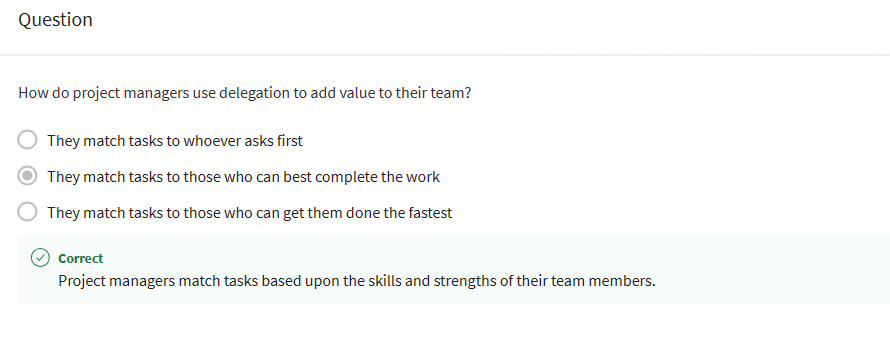 Question
How do project managers use delegation to add value to their team?
They match tasks to whoever asks first
They match tasks to those who can best complete the work
They match tasks to those who can get them done the fastest
Correct
Project managers match tasks based upon the skills and strengths of their team members.